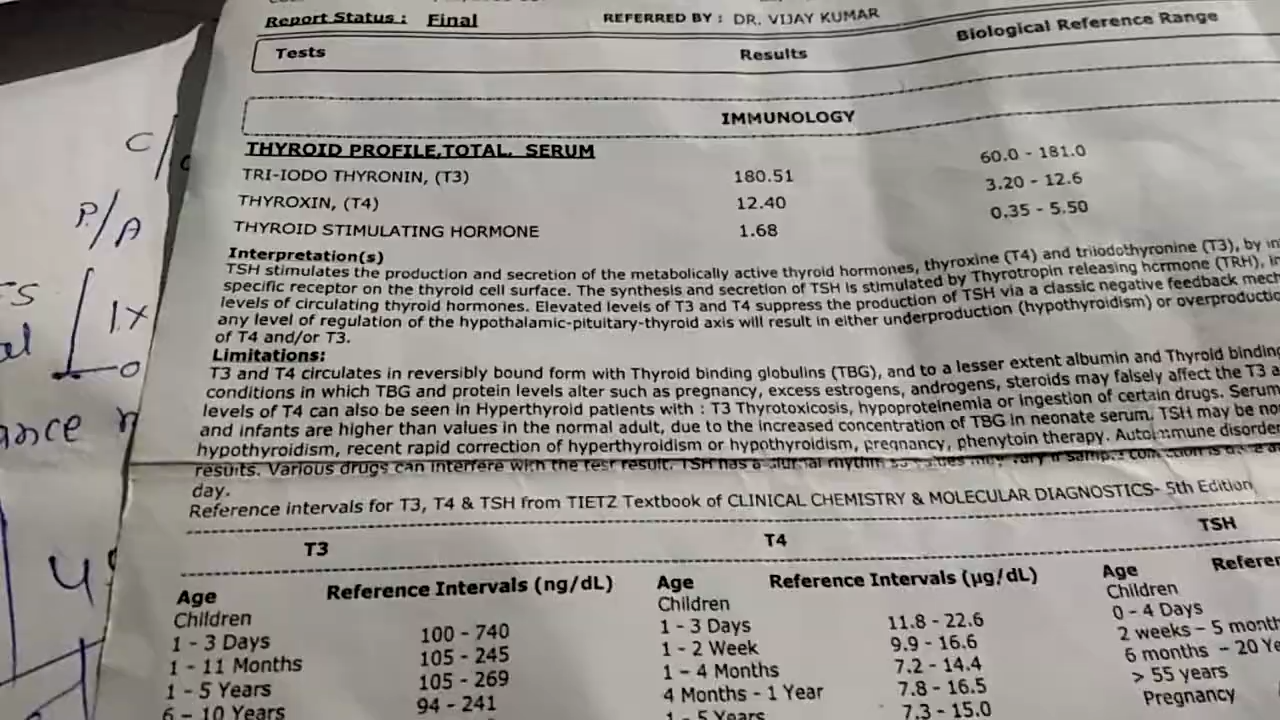 Report Status : Final
REFERRED BY : DR. VIJAY KUMAR
Tests Results Biological Reference Range
IMMUNOLOGY
THYROID PROFILE,TOTAL, SERUM
TRI-IODO THYRONIN, (T3) 180.51 60.0 - 181.0
THYROXIN, (T4) 12.40 3.20 - 12.6
THYROID STIMULATING HORMONE 1.68 0.35 - 5.50
Interpretation(s)
TSH stimulates the production and secretion of the metabolically active thyroid hormones, thyroxine (T4) and triiodothyronine (T3), by
specific receptor on the thyroid cell surface. The synthesis and secretion of TSH is stimulated by Thyrotropin releasing hormone (TRH),
levels of circulating thyroid hormones. Elevated levels of T3 and T4 suppress the production of TSH via a classic negative feedback
any level of regulation of the hypothalamic-pituitary-thyroid axis will result in either underproduction (hypothyroidism) or
of T4 and/or T3.
Limitations:
T3 and T4 circulates in reversibly bound form with Thyroid binding globulins (TBG), and to a lesser extent albumin and Thyroid binding
conditions in which TBG and protein levels alter such as pregnancy, excess estrogens, androgens, steroids may falsely affect the T3
levels of T4 can also be seen in Hyperthyroid patients with : T3 Thyrotoxicosis, hypoproteinemia or ingestion of certain drugs. Serum
and infants are higher than values in the normal adult, due to the increased concentration of TBG in neonate serum. TSH may be
hypothyroidism, recent rapid correction of hyperthyroidism or hypothyroidism, pregnancy, phenytoin therapy. Autoimmune
results. Various drugs can interfere with the test result. TSH has a
day.
Reference intervals for T3, T4 & TSH from TIETZ Textbook of CLINICAL CHEMISTRY & MOLECULAR DIAGNOSTICS- 5th Edition
T3 T4 TSH
Age Reference Intervals (ng/dL) Age Reference Intervals (µg/dL) Age
Children Children Children
1 - 3 Days 100 - 740 1 - 3 Days 11.8 - 22.6 0 - 4 Days
1 - 11 Months 105 - 245 1 - 2 Week 9.9 - 16.6 2 weeks – 5
1 - 5 Years 105 - 269 1 - 4 Months 7.2 - 14.4 6 months – 20
6 – 10 Years 94 - 241 4 Months - 1 Year 7.8 - 16.5 > 55 years
1 - 5 Years 7.3 - 15.0 Pregnancy
P/A